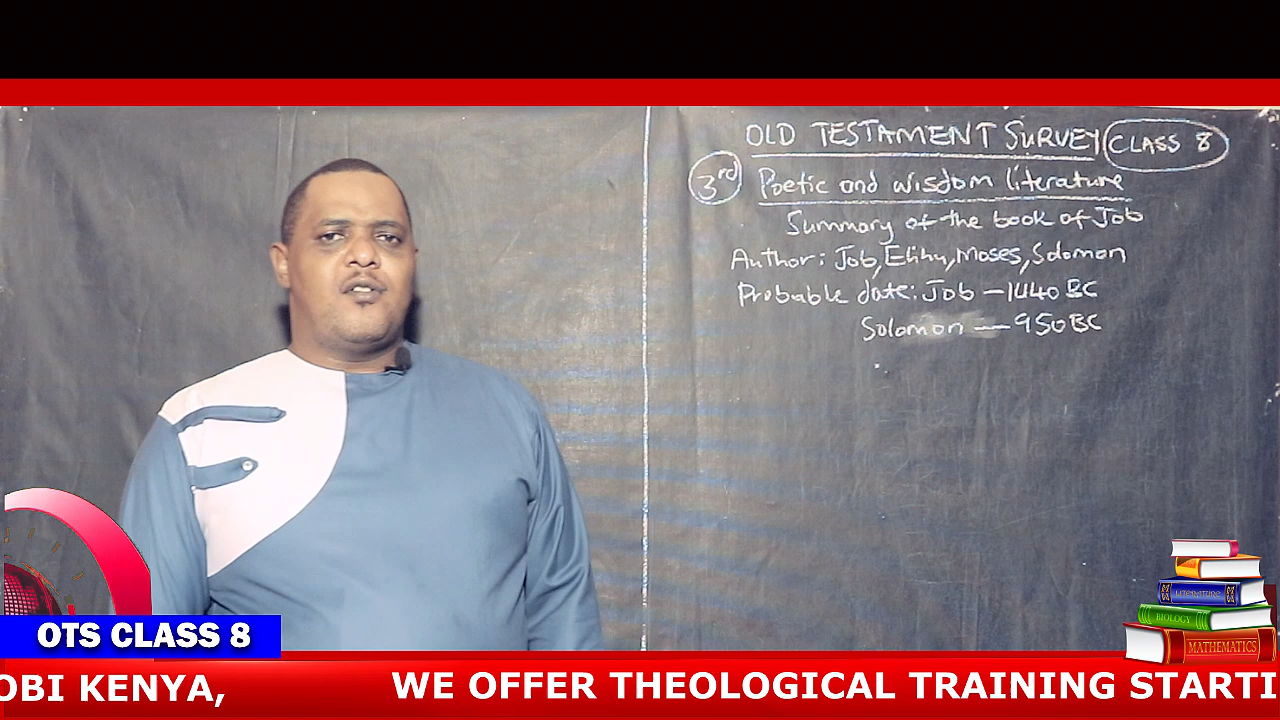 OLD TESTAMENT SURVEY CLASS 8
3rd Poetic and wisdom literature
Summary of the book of Job
Author: Job, Elihu, Moses, Solomon
Probable date: Job - 1440 BC
Solomon — 950 BC
LITERATURE
BIOLOGY
MATHEMATICS
OTS CLASS 8
OBI KENYA, WE OFFER THEOLOGICAL TRAINING STARTI